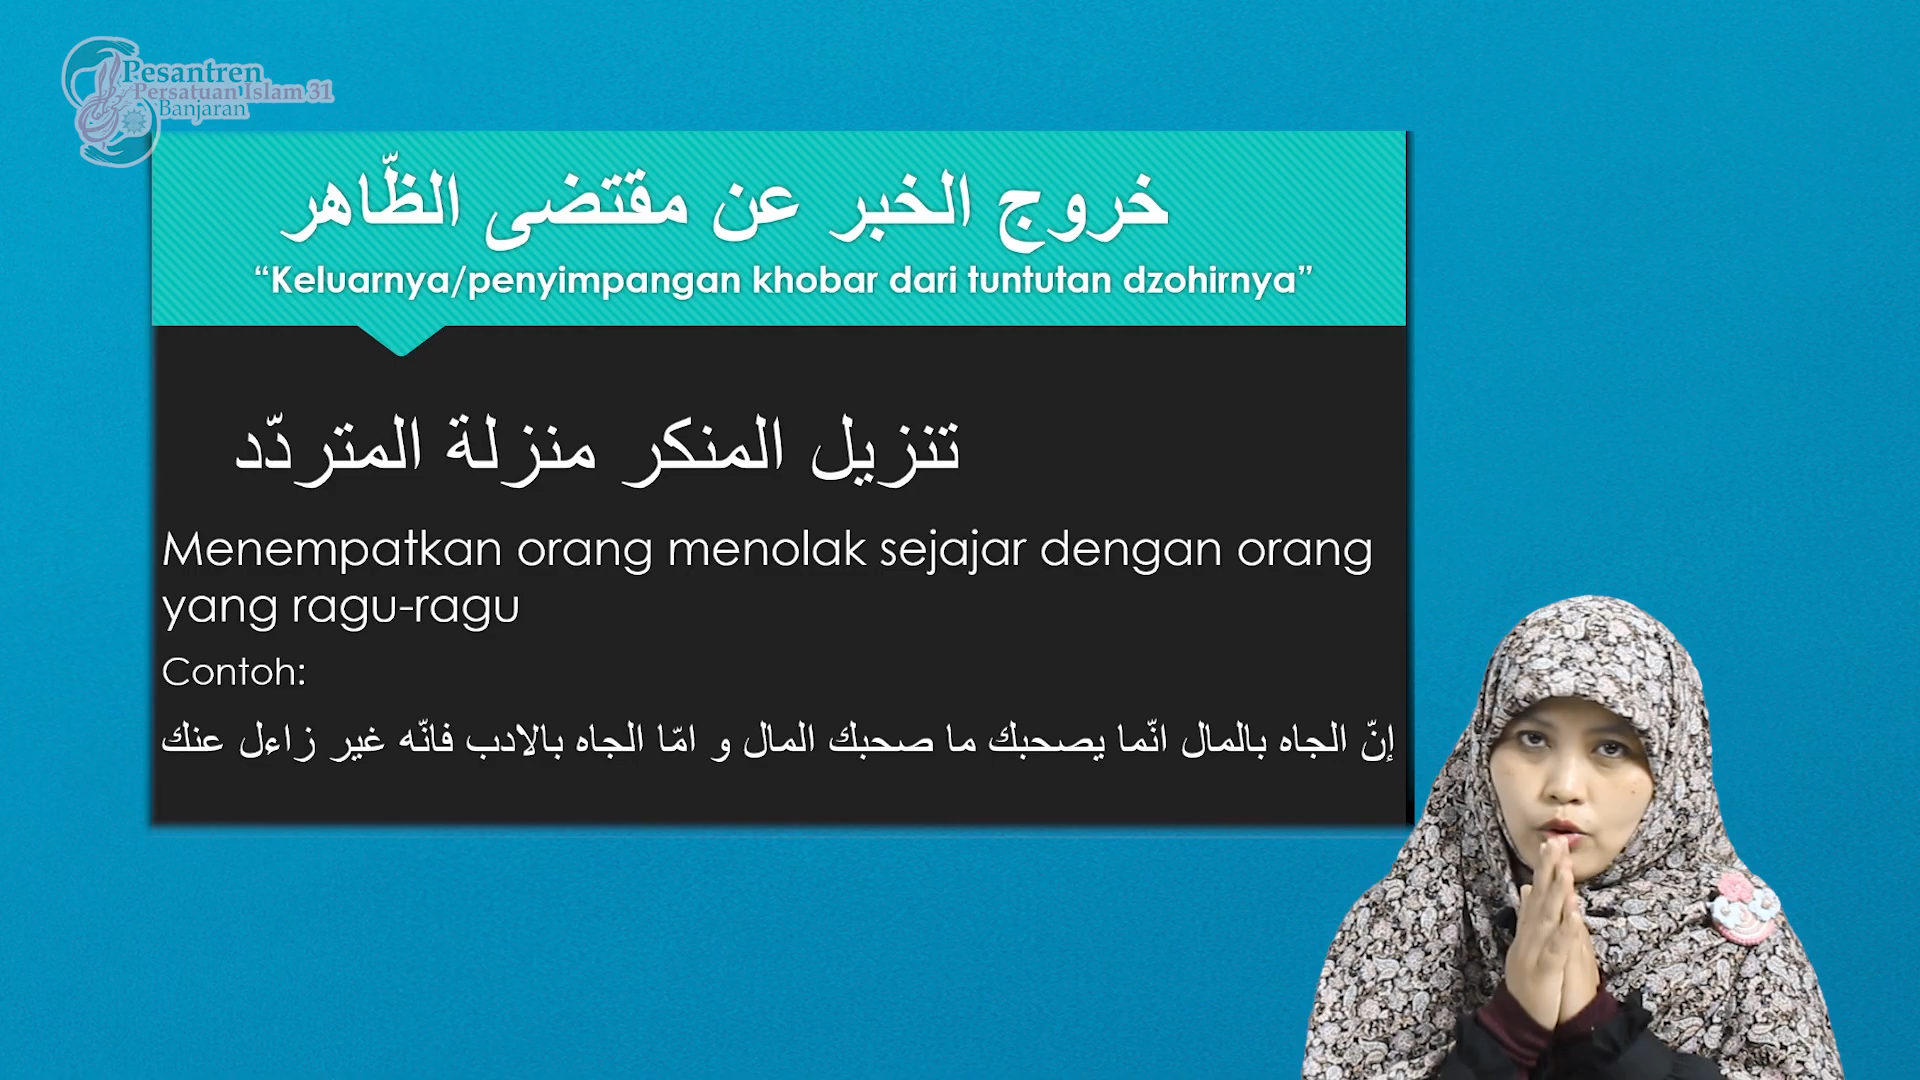 Pesantren
Persatuan Islam 31
Banjaran
خروج الخبر عن مقتضى الظّاهر
“Keluarnya/penyimpangan khobar dari tuntutan dzohirnya”
تنزيل المنكر منزلة المتردّد
Menempatkan orang menolak sejajar dengan orang
yang ragu-ragu
Contoh:
إنّ الجاه بالمال انّما يصحبك ما صحبك المال و امّا الجاه بالادب فانّه غير زاءل عنك